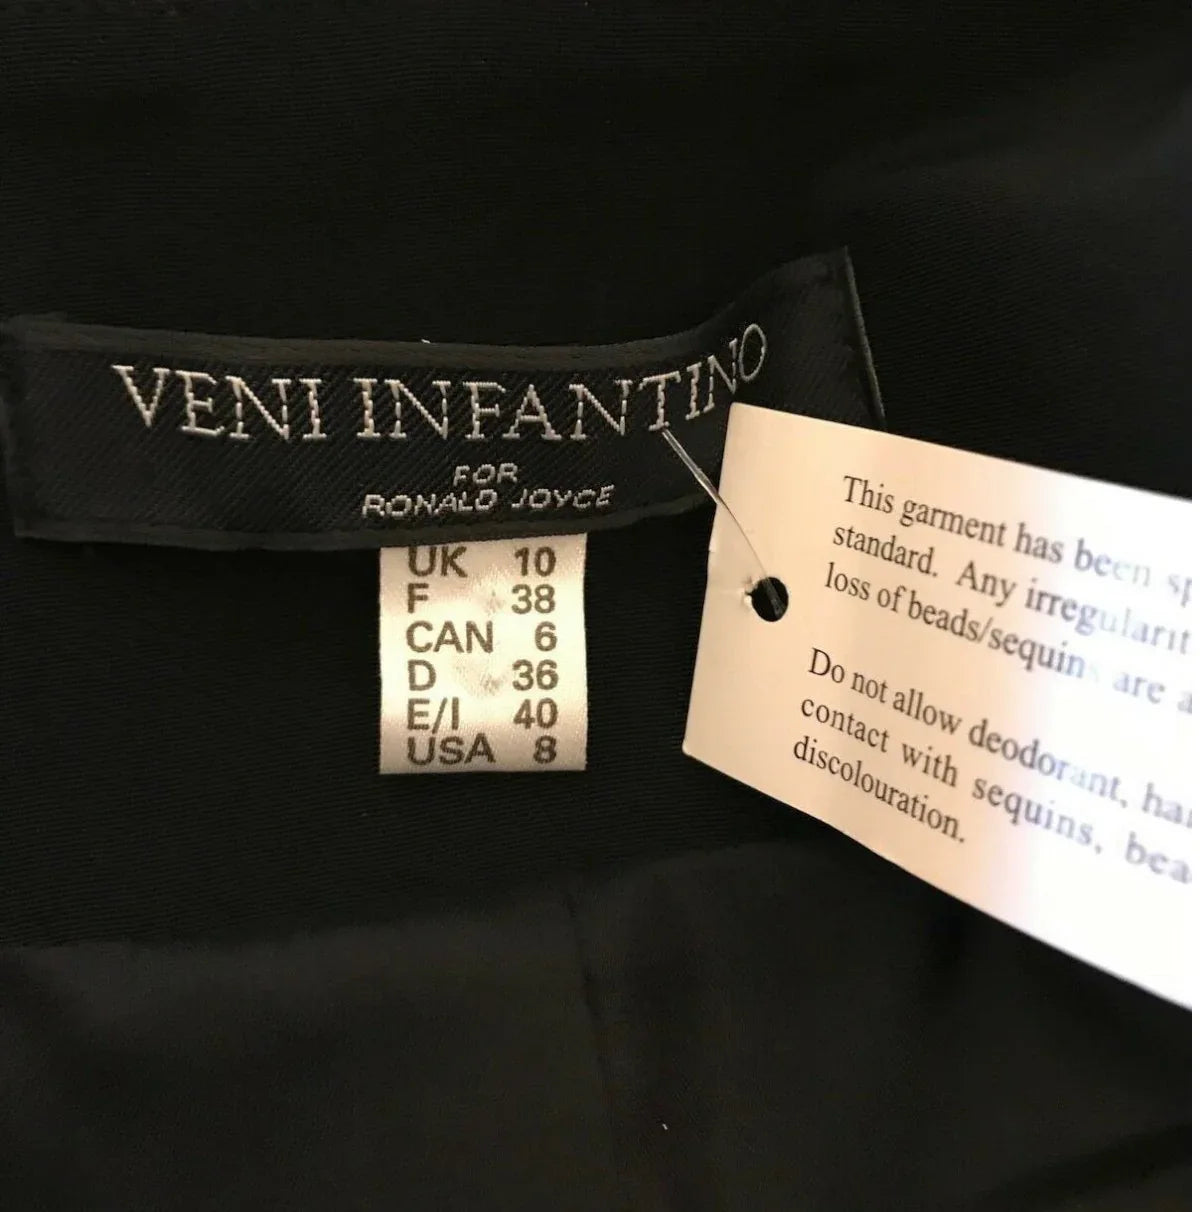 VENI INFANTINO
FOR
RONALD JOYCE
UK 10
F 38
CAN 6
D 36
E/I 40
USA 8
This garment has been
standard. Any
loss of beads/sequins are
Do not allow deodorant,
contact with sequins,
discolouration.